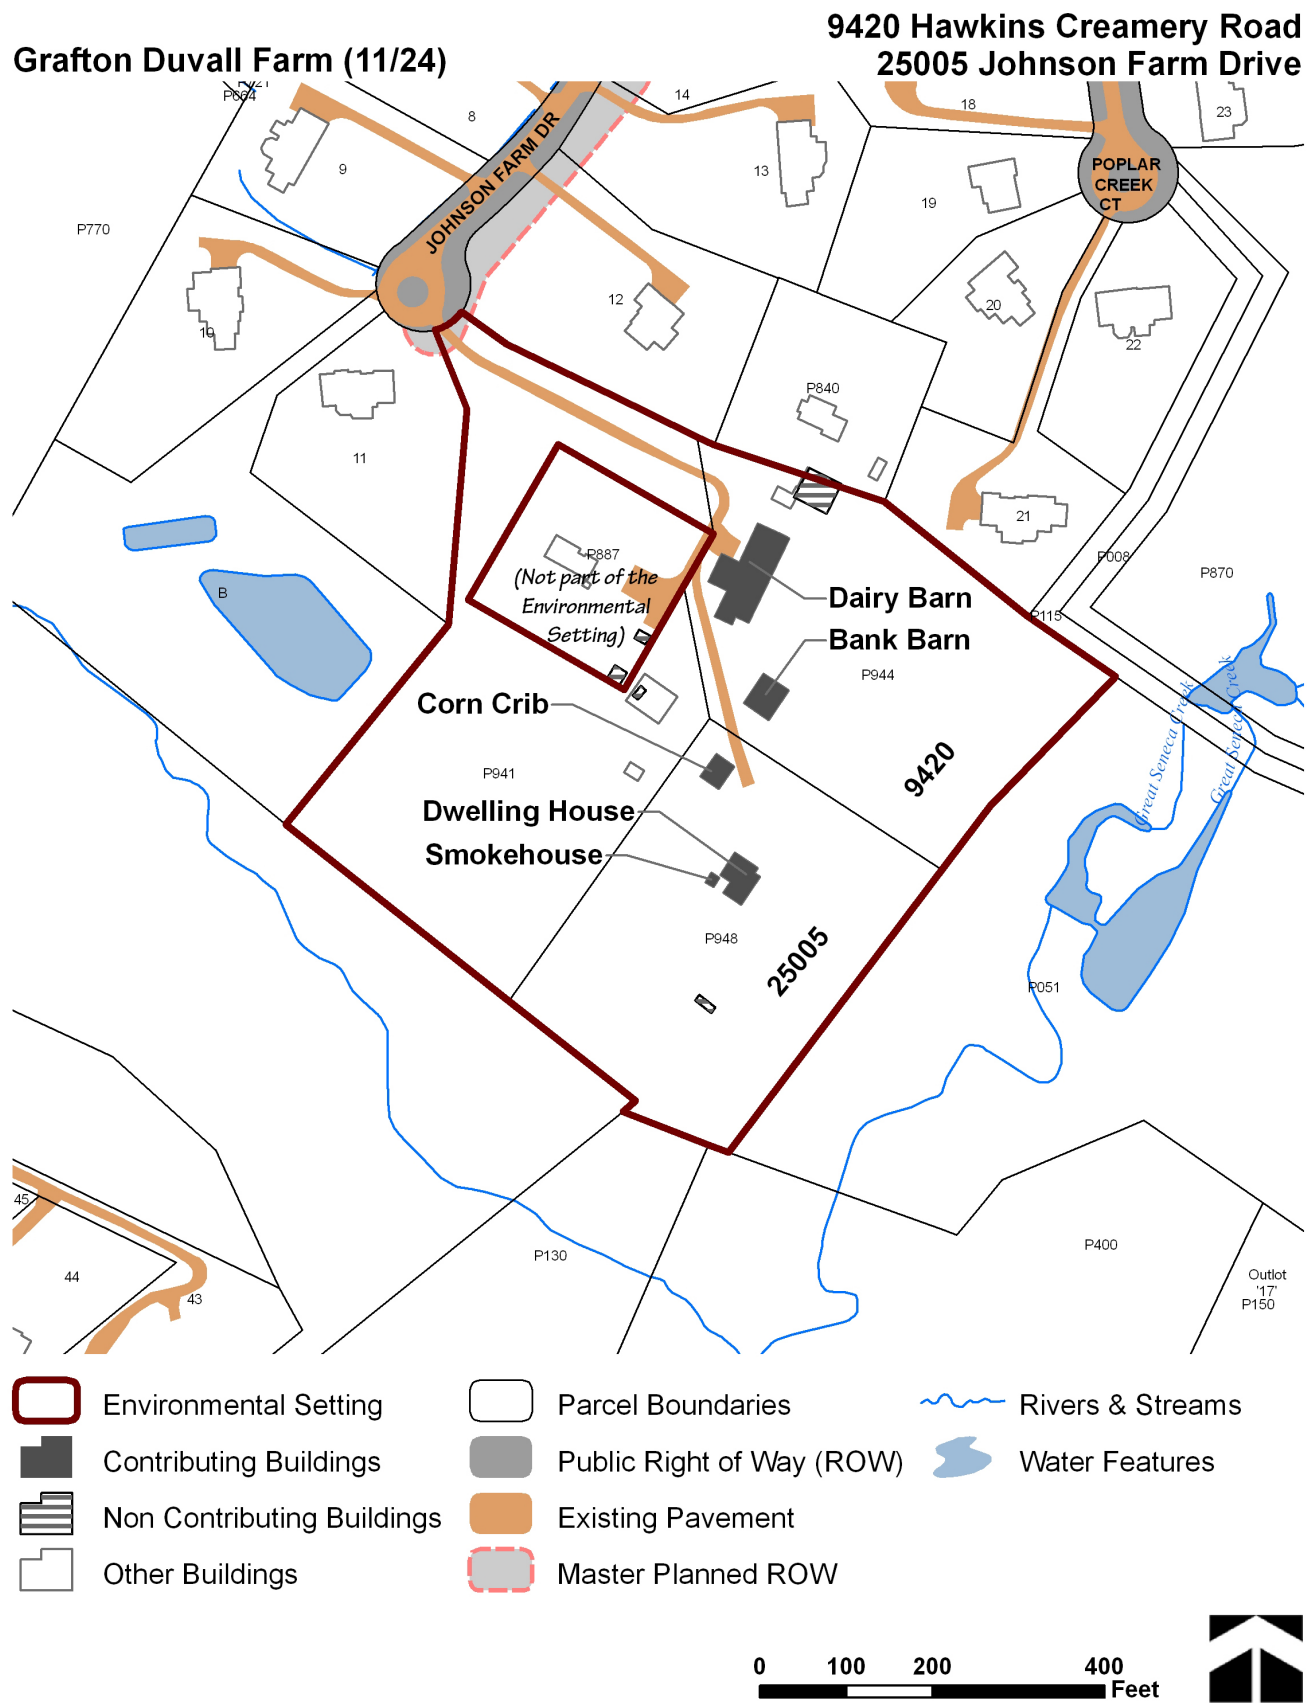 9420 Hawkins Creamery Road
Grafton Duvall Farm (11/24)
25005 Johnson Farm Drive
P664
8
14
18
23
9
13
JOHNSON FARM DR
POPLAR
CREEK
CT
19
P770
12
20
10
22
P840
11
21
P887
(Not part of the
Environmental
Setting)
P008
P870
B
Dairy Barn
P115
Bank Barn
P944
Corn Crib
Great Seneca Creek
Great Seneca Creek
9420
P941
Dwelling House
Smokehouse
P948
25005
P051
45
P130
P400
44
43
Outlot
'17'
P150
Environmental Setting
Parcel Boundaries
Rivers & Streams
Contributing Buildings
Public Right of Way (ROW)
Water Features
Non Contributing Buildings
Existing Pavement
Other Buildings
Master Planned ROW
0 100 200 400
Feet